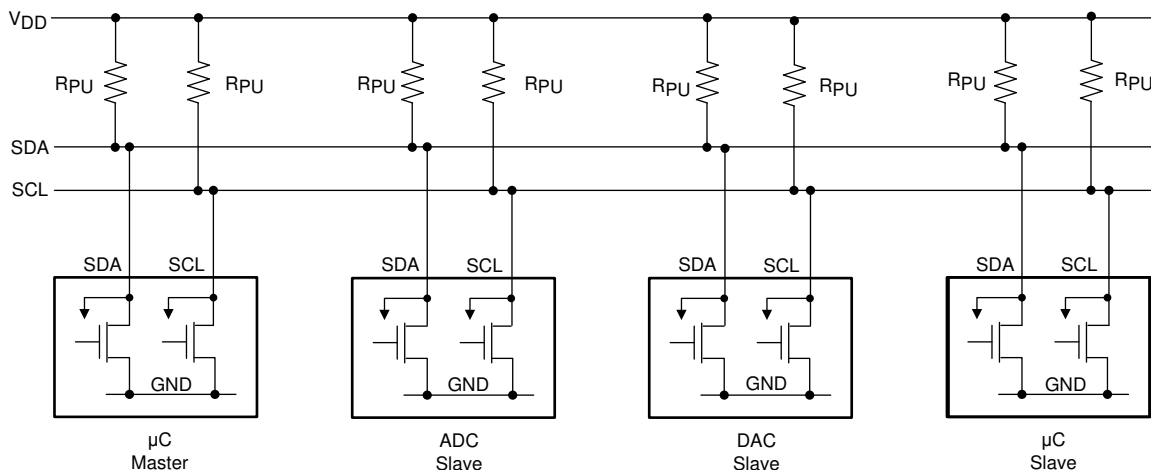 VDD
RPU RPU RPU RPU RPU RPU RPU RPU
SDA
SCL
SDA SCL SDA SCL SDA SCL SDA SCL
GND GND GND GND
µC
Master
ADC
Slave
DAC
Slave
µC
Slave